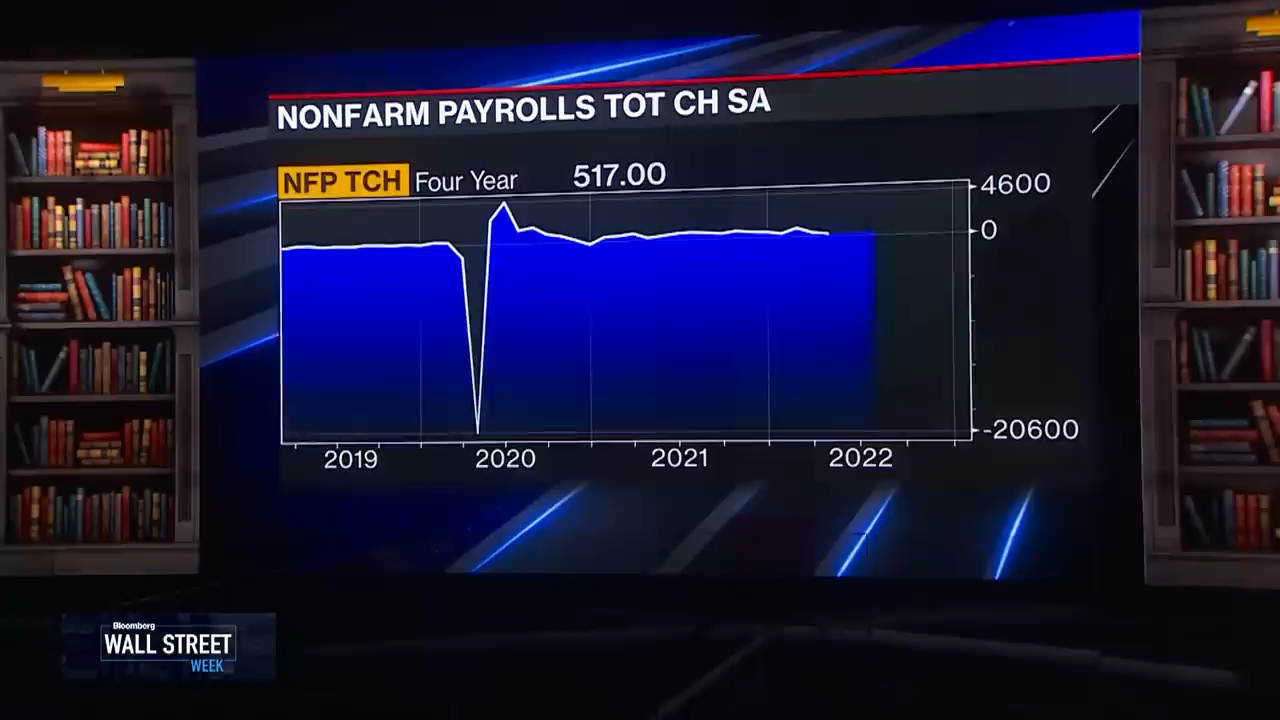 NONFARM PAYROLLS TOT CH SA
NFP TCH Four Year 517.00
4600
0
-20600
2019 2020 2021 2022
Bloomberg
WALL STREET
WEEK